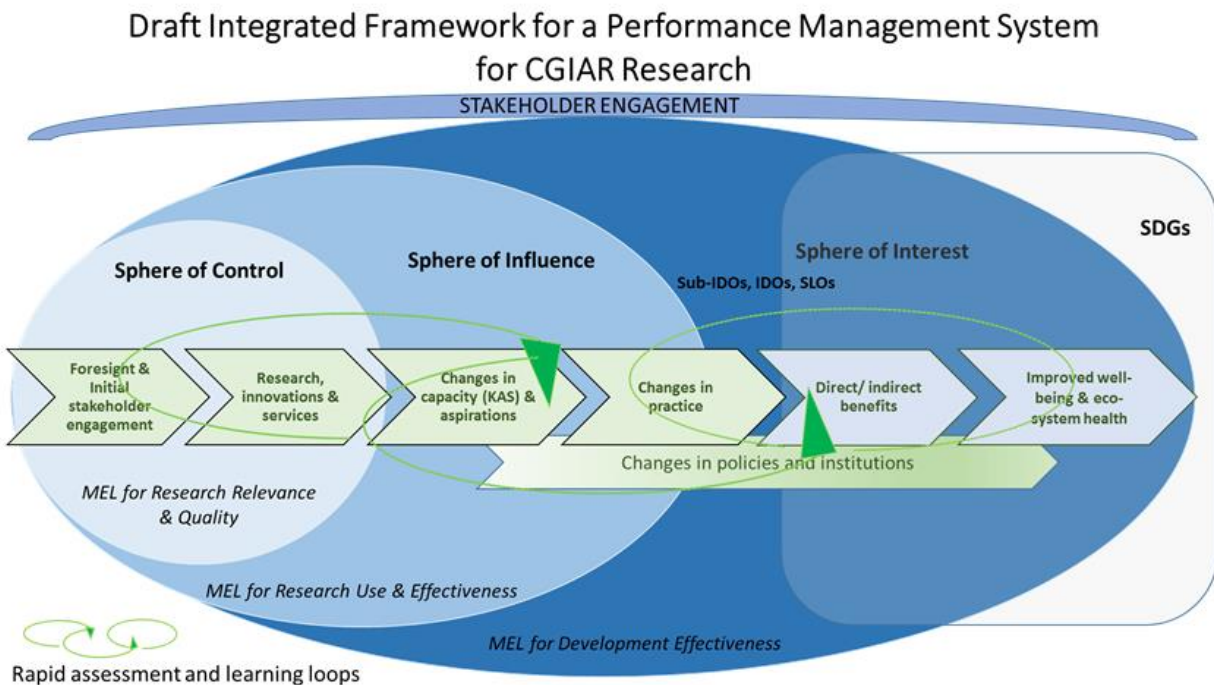 Draft Integrated Framework for a Performance Management System
for CGIAR Research
STAKEHOLDER ENGAGEMENT
SDGs
Sphere of Control
Sphere of Influence
Sphere of Interest
Sub-IDOs, IDOs, SLOs
Foresight &
Initial
stakeholder
engagement
Research,
innovations &
services
Changes in
capacity (KAS) &
aspirations
Changes in
practice
Direct/ indirect
benefits
Improved well-
being & eco-
system health
Changes in policies and institutions
MEL for Research Relevance
& Quality
MEL for Research Use & Effectiveness
MEL for Development Effectiveness
Rapid assessment and learning loops